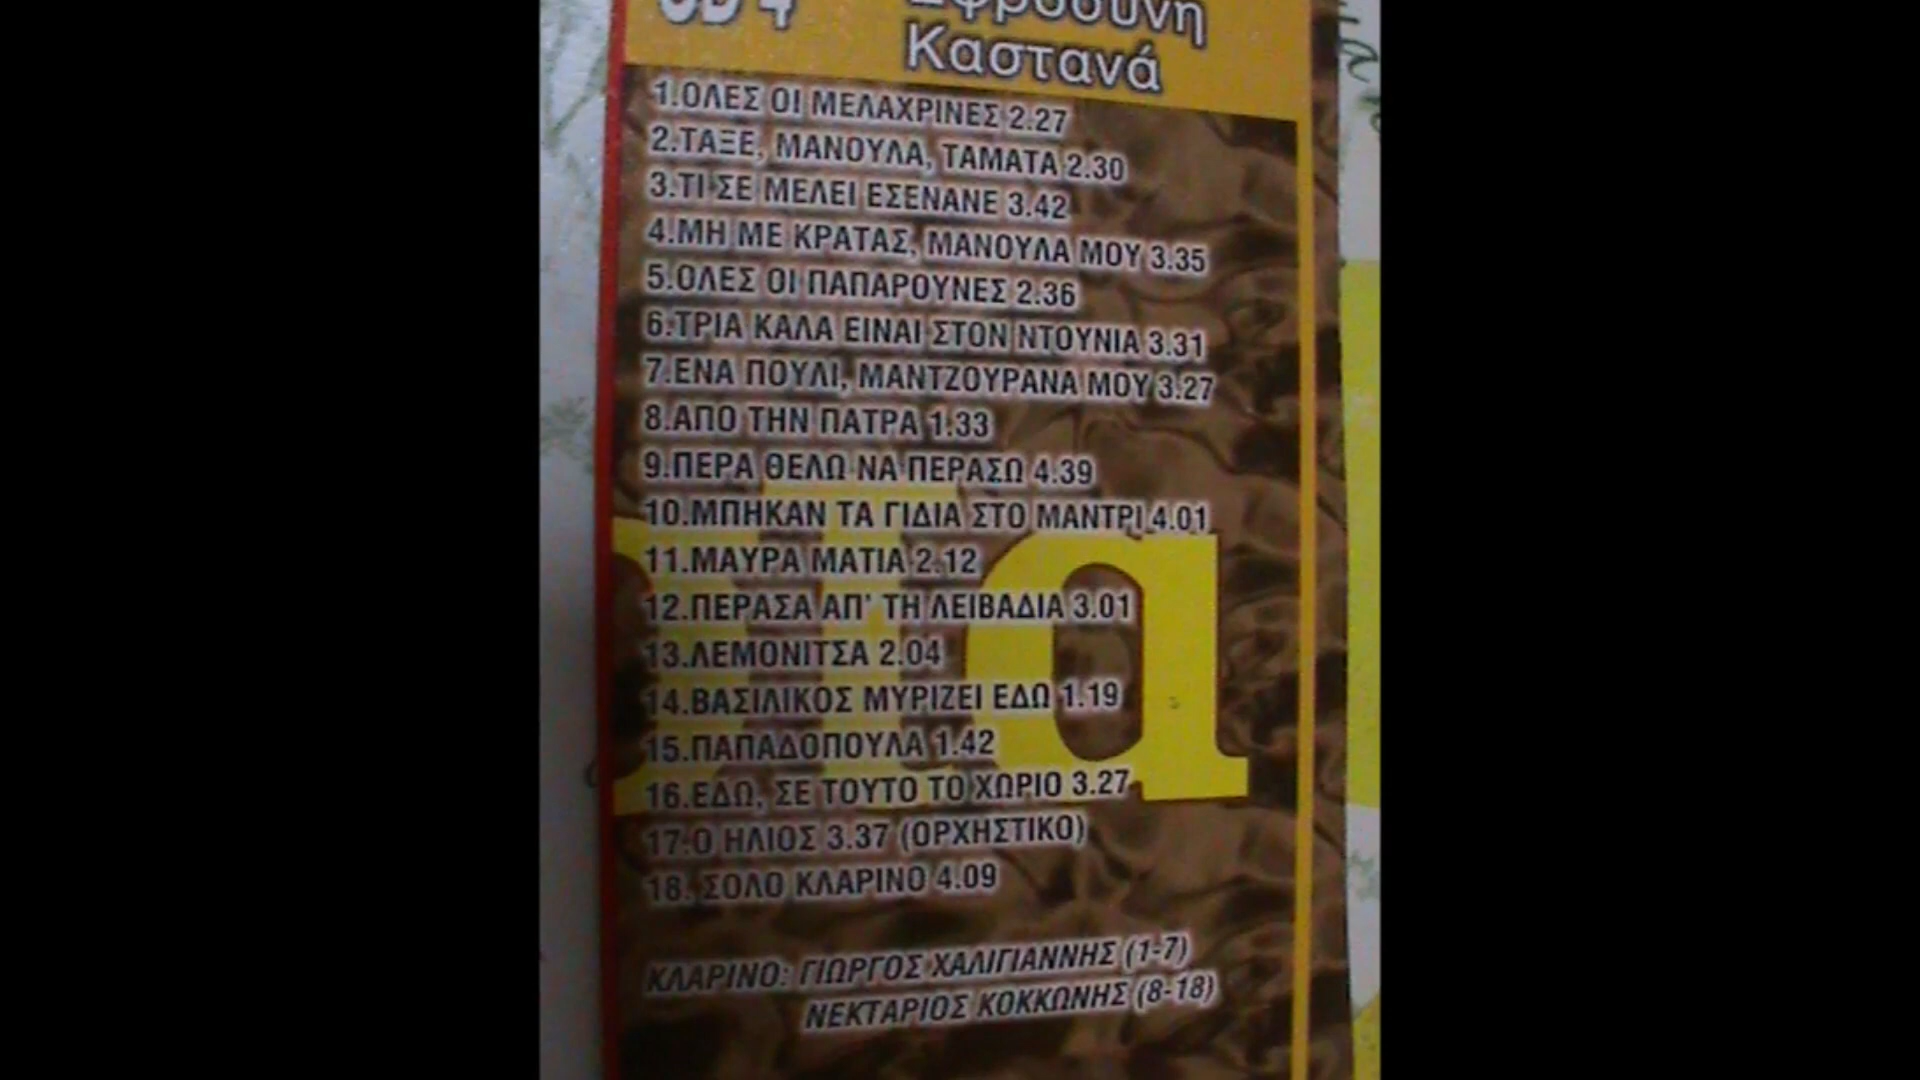 CD 4
Ευφροσύνη
Καστανά
1.ΟΛΕΣ ΟΙ ΜΕΛΑΧΡΙΝΕΣ 2.27
2.ΤΑΞΕ, ΜΑΝΟΥΛΑ, ΤΑΜΑΤΑ 2.30
3.ΤΙ ΣΕ ΜΕΛΕΙ ΕΣΕΝΑΝΕ 3.42
4.ΜΗ ΜΕ ΚΡΑΤΑΣ, ΜΑΝΟΥΛΑ ΜΟΥ 3.35
5.ΟΛΕΣ ΟΙ ΠΑΠΑΡΟΥΝΕΣ 2.36
6.ΤΡΙΑ ΚΑΛΑ ΕΙΝΑΙ ΣΤΟΝ ΝΤΟΥΝΙΑ 3.31
7.ΕΝΑ ΠΟΥΛΙ, ΜΑΝΤΖΟΥΡΑΝΑ ΜΟΥ 3.27
8.ΑΠΟ ΤΗΝ ΠΑΤΡΑ 1.33
9.ΠΕΡΑ ΘΕΛΩ ΝΑ ΠΕΡΑΣΩ 4.39
10.ΜΠΗΚΑΝ ΤΑ ΓΙΔΙΑ ΣΤΟ ΜΑΝΤΡΙ 4.01
11.ΜΑΥΡΑ ΜΑΤΙΑ 2.12
12.ΠΕΡΑΣΑ ΑΠ' ΤΗ ΛΕΙΒΑΔΙΑ 3.01
13.ΛΕΜΟΝΙΤΣΑ 2.04
14.ΒΑΣΙΛΙΚΟΣ ΜΥΡΙΖΕΙ ΕΔΩ 1.19
15.ΠΑΠΑΔΟΠΟΥΛΑ 1.42
16.ΕΔΩ, ΣΕ ΤΟΥΤΟ ΤΟ ΧΩΡΙΟ 3.27
17.Ο ΗΛΙΟΣ 3.37 (ΟΡΧΗΣΤΙΚΟ)
18. ΣΟΛΟ ΚΛΑΡΙΝΟ 4.09
ΚΛΑΡΙΝΟ: ΓΙΩΡΓΟΣ ΧΑΛΙΓΙΑΝΝΗΣ (1-7)
ΝΕΚΤΑΡΙΟΣ ΚΟΚΚΩΝΗΣ (8-18)